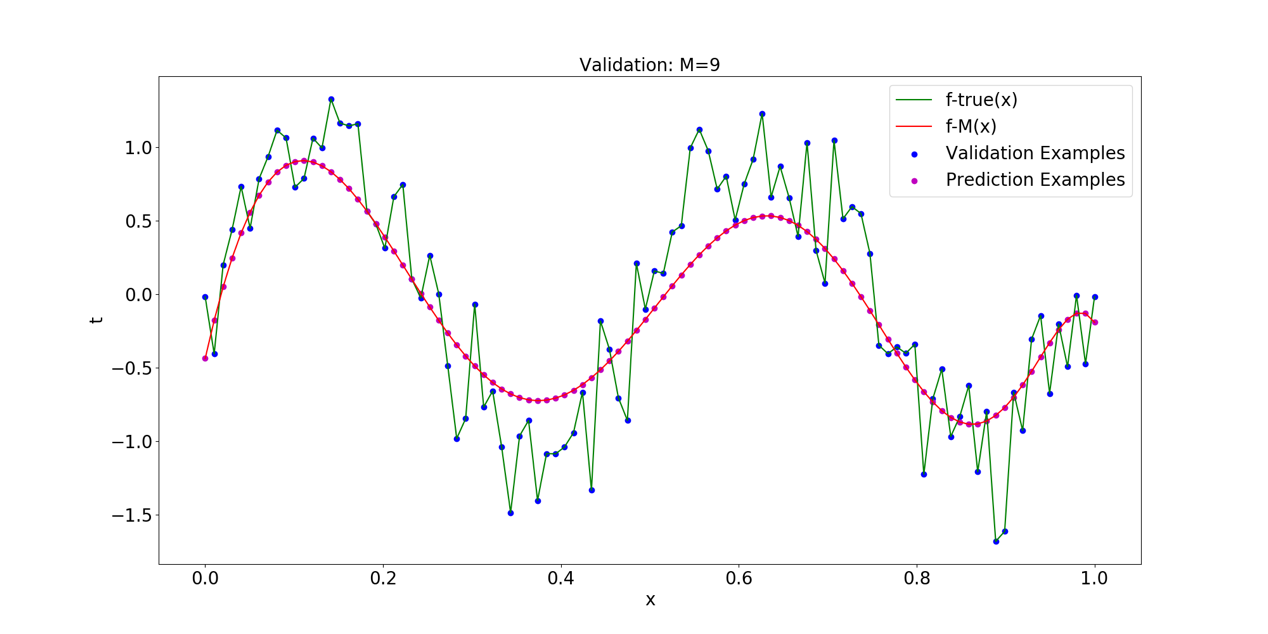 Validation: M=9
f-true(x)
f-M(x)
Validation Examples
Prediction Examples
1.0
0.5
0.0
−0.5
−1.0
−1.5
t
0.0 0.2 0.4 0.6 0.8 1.0
x